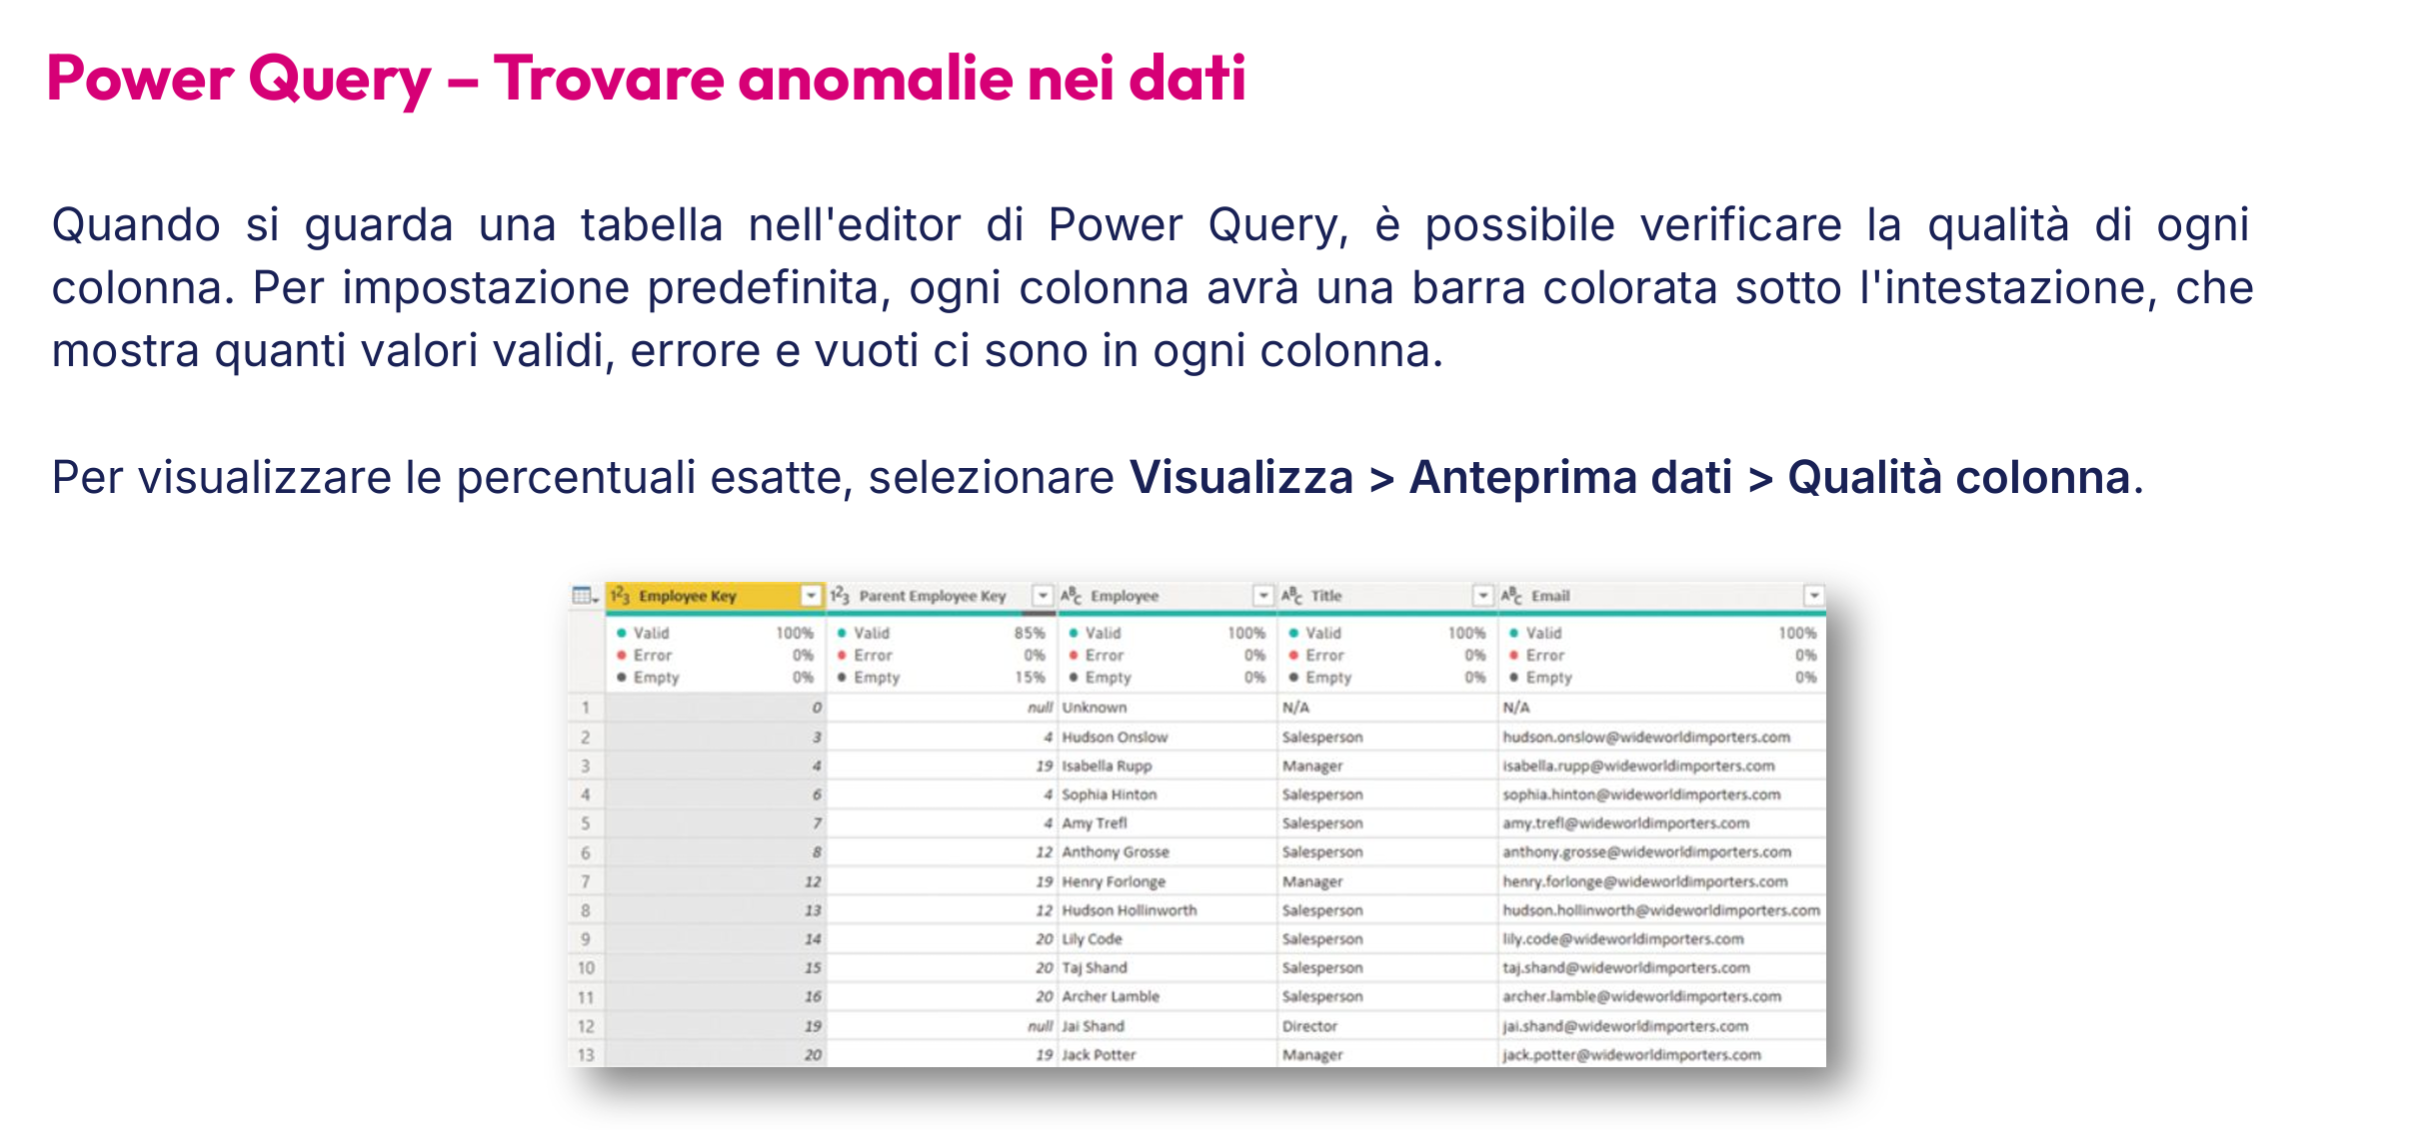 Power Query – Trovare anomalie nei dati
Quando si guarda una tabella nell'editor di Power Query, è possibile verificare la qualità di ogni
colonna. Per impostazione predefinita, ogni colonna avrà una barra colorata sotto l'intestazione, che
mostra quanti valori validi, errore e vuoti ci sono in ogni colonna.
Per visualizzare le percentuali esatte, selezionare Visualizza > Anteprima dati > Qualità colonna.
123 Employee Key 123 Parent Employee Key ABC Employee ABC Title ABC Email
Valid 100% Valid 85% Valid 100% Valid 100% Valid 100%
Error 0% Error 0% Error 0% Error 0% Error 0%
Empty 0% Empty 15% Empty 0% Empty 0% Empty 0%
1 0 null Unknown N/A N/A
2 3 4 Hudson Onslow Salesperson hudson.onslow@wideworldimporters.com
3 4 19 Isabella Rupp Manager isabella.rupp@wideworldimporters.com
4 6 4 Sophia Hinton Salesperson sophia.hinton@wideworldimporters.com
5 7 4 Amy Trefl Salesperson amy.trefl@wideworldimporters.com
6 8 12 Anthony Grosse Salesperson anthony.grosse@wideworldimporters.com
7 12 19 Henry Forlonge Manager henry.forlonge@wideworldimporters.com
8 13 12 Hudson Hollinworth Salesperson hudson.hollinworth@wideworldimporters.com
9 14 20 Lily Code Salesperson lily.code@wideworldimporters.com
10 15 20 Taj Shand Salesperson taj.shand@wideworldimporters.com
11 16 20 Archer Lamble Salesperson archer.lamble@wideworldimporters.com
12 19 null Jai Shand Director jai.shand@wideworldimporters.com
13 20 19 Jack Potter Manager jack.potter@wideworldimporters.com